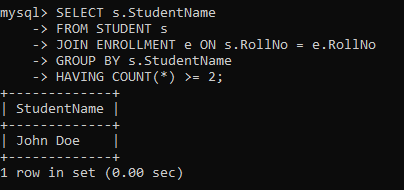 mysql> SELECT s.StudentName
    -> FROM STUDENT s
    -> JOIN ENROLLMENT e ON s.RollNo = e.RollNo
    -> GROUP BY s.StudentName
    -> HAVING COUNT(*) >= 2;
+-------------+
| StudentName |
+-------------+
| John Doe    |
+-------------+
1 row in set (0.00 sec)